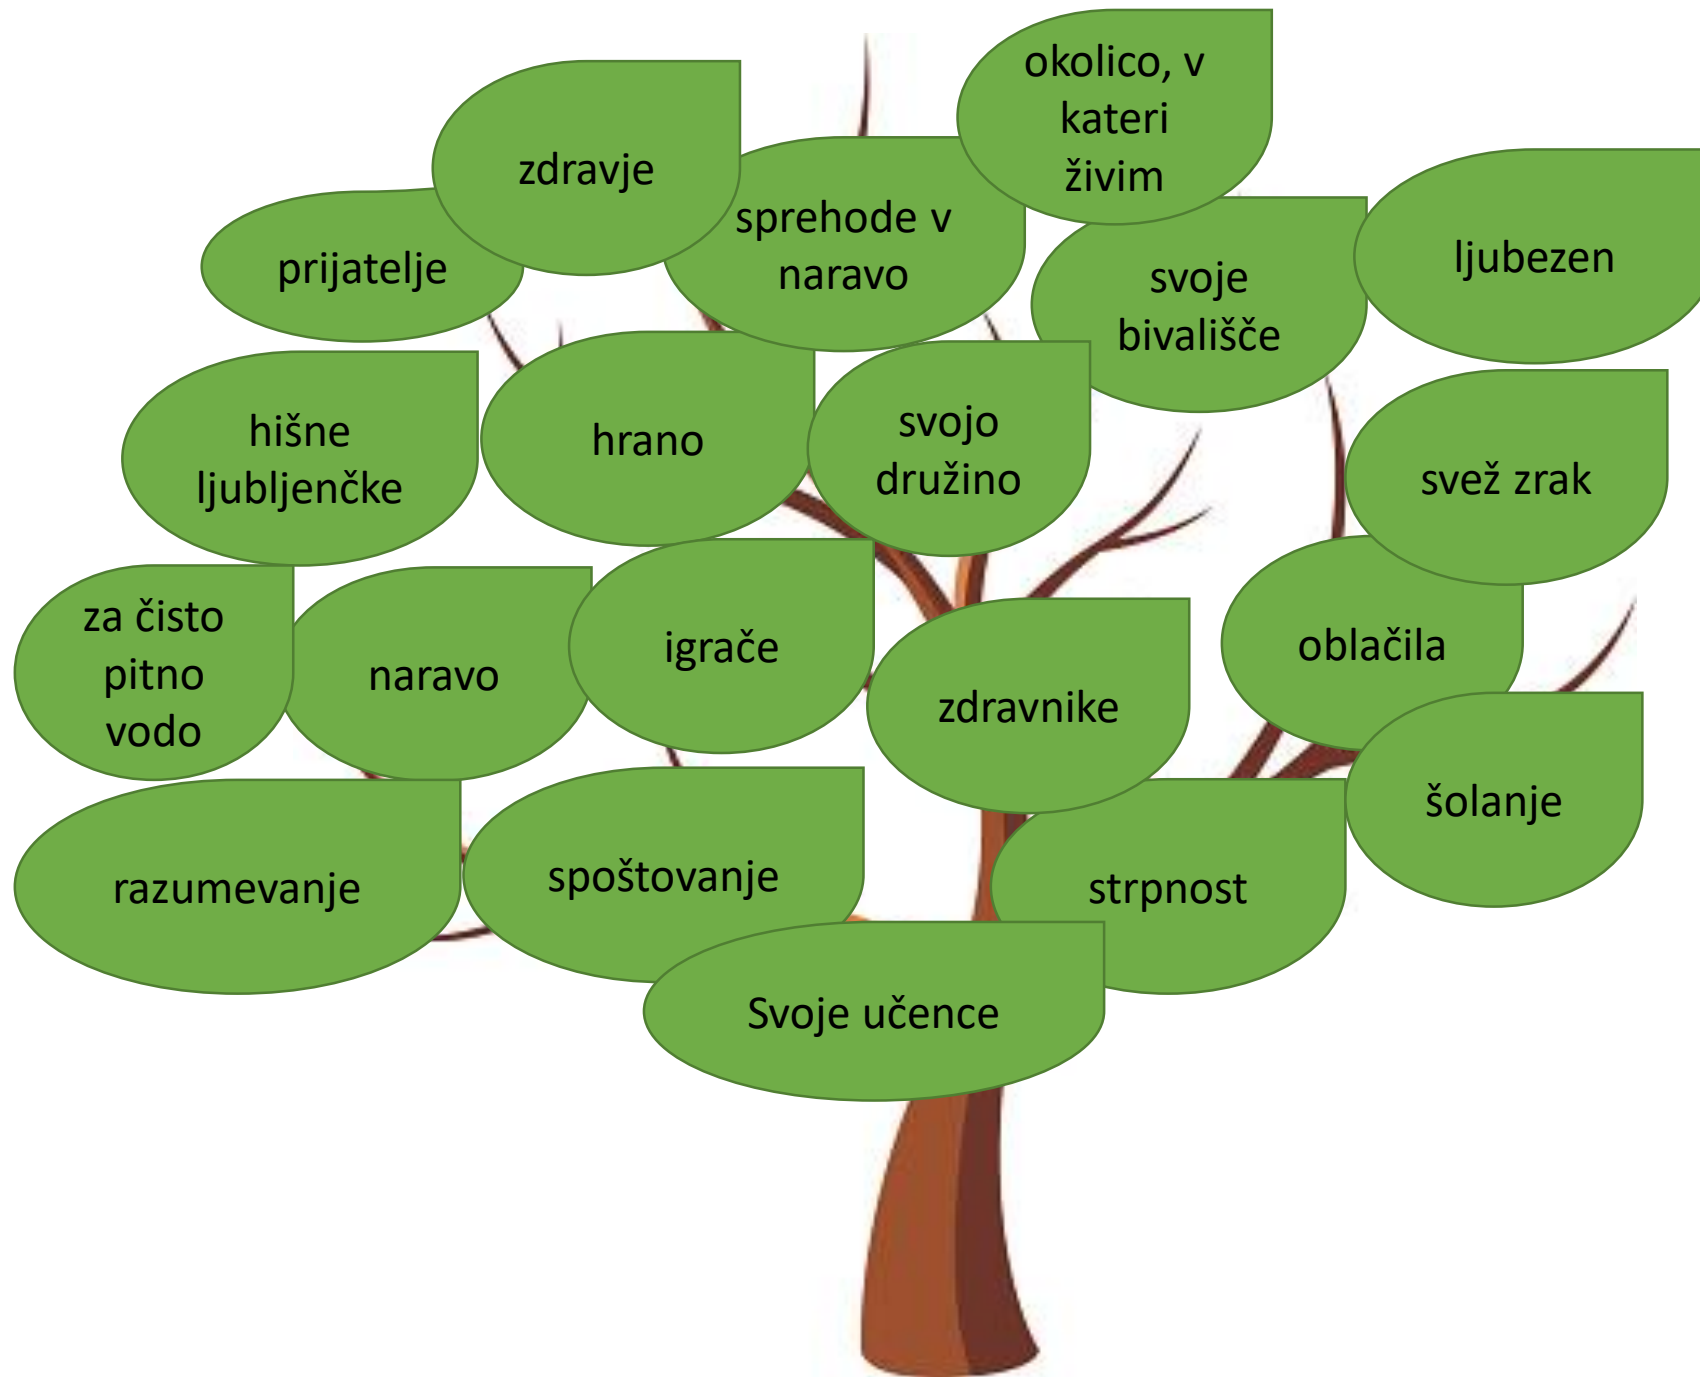 okolico, v
kateri
živim
zdravje
sprehode v
naravo
prijatelje
svoje
bivališče
ljubezen
hišne
ljubljenčke
hrano
svojo
družino
svež zrak
za čisto
pitno
vodo
naravo
igrače
zdravnike
oblačila
šolanje
razumevanje
spoštovanje
strpnost
Svoje učence